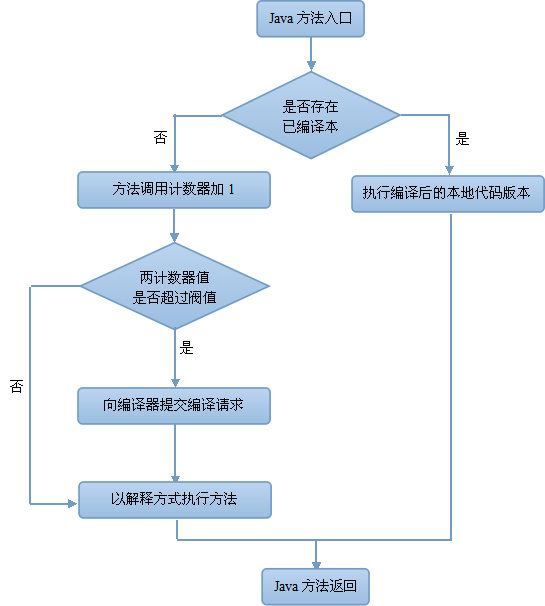 Java 方法入口
是否存在
已编译本
否
是
方法调用计数器加 1
执行编译后的本地代码版本
两计数器值
是否超过阀值
是
否
向编译器提交编译请求
以解释方式执行方法
Java 方法返回